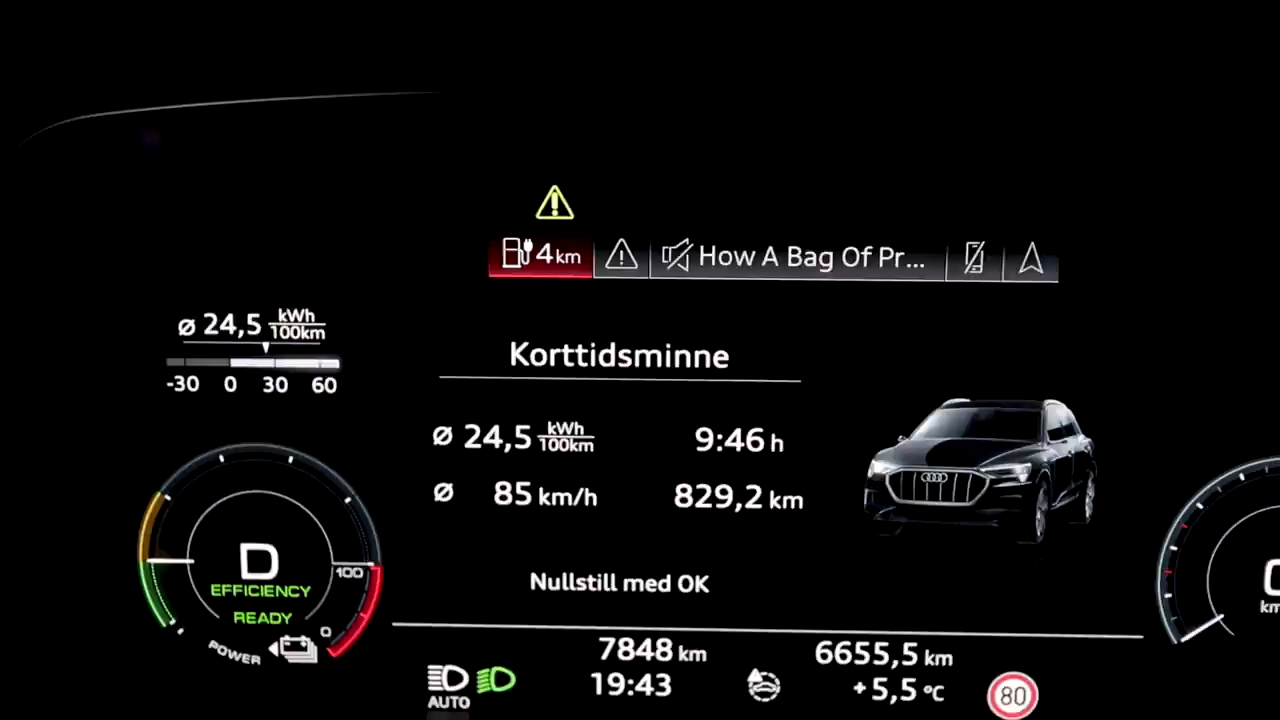 4 km How A Bag Of Pr...
ø 24,5 kWh/100km
-30 0 30 60
Korttidsminne
ø 24,5 kWh/100km 9:46 h
ø 85 km/h 829,2 km
Nullstill med OK
D
EFFICIENCY
READY
100
0
POWER
7848 km 6655,5 km
AUTO 19:43 +5,5 °C 80